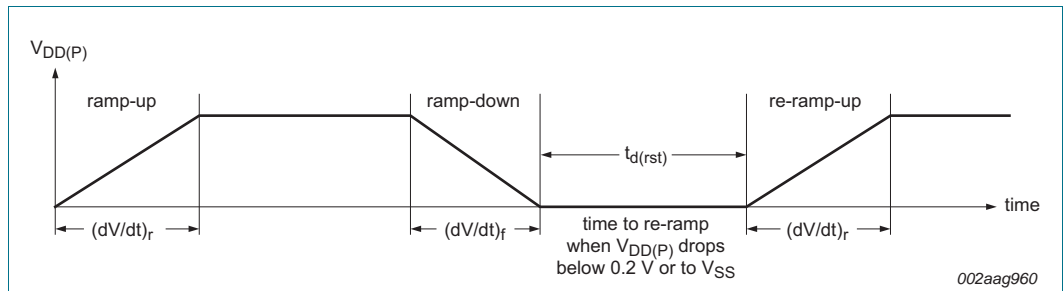 VDD(P)
ramp-up
ramp-down
re-ramp-up
td(rst)
time
(dV/dt)r
(dV/dt)f
time to re-ramp
when VDD(P) drops
below 0.2 V or to VSS
(dV/dt)r
002aag960